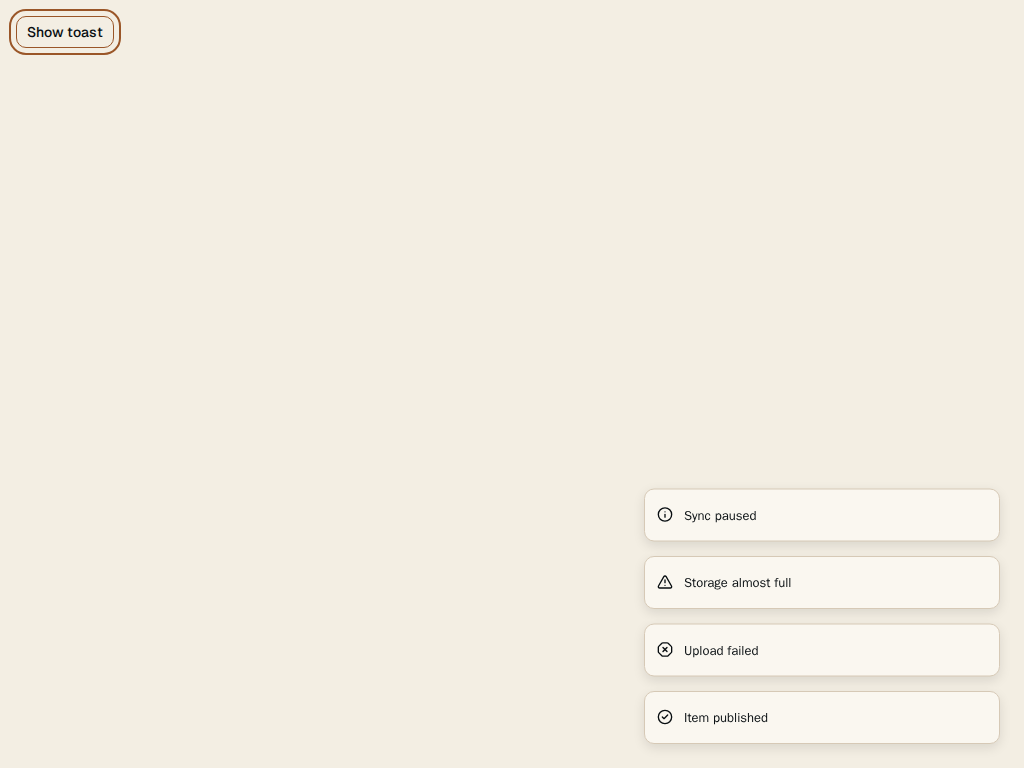 Show toast
Sync paused
Storage almost full
Upload failed
Item published